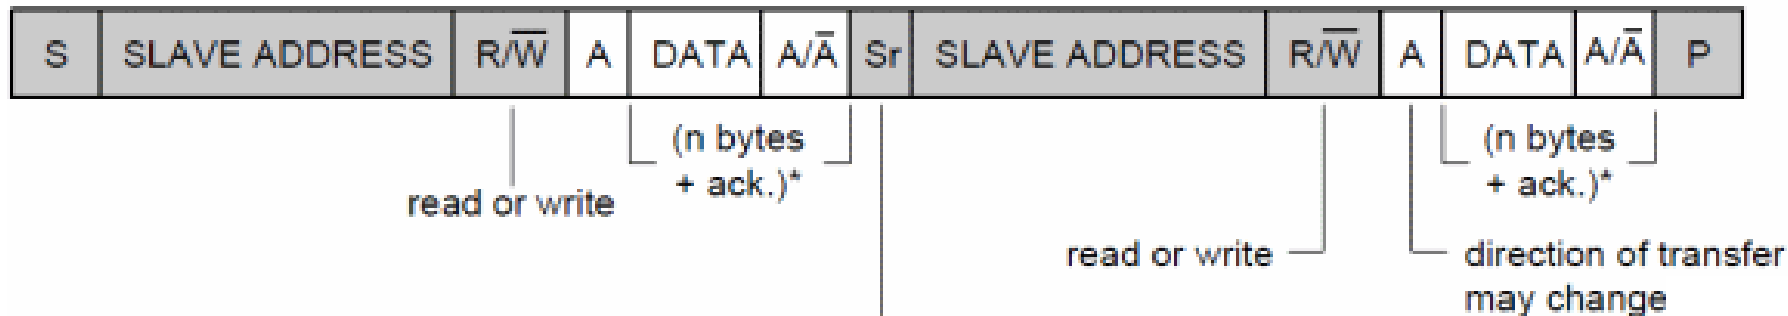 S SLAVE ADDRESS R/W̅ A DATA A/A̅ Sr SLAVE ADDRESS R/W̅ A DATA A/A̅ P
(n bytes
+ ack.)*
read or write
(n bytes
+ ack.)*
read or write
direction of transfer
may change